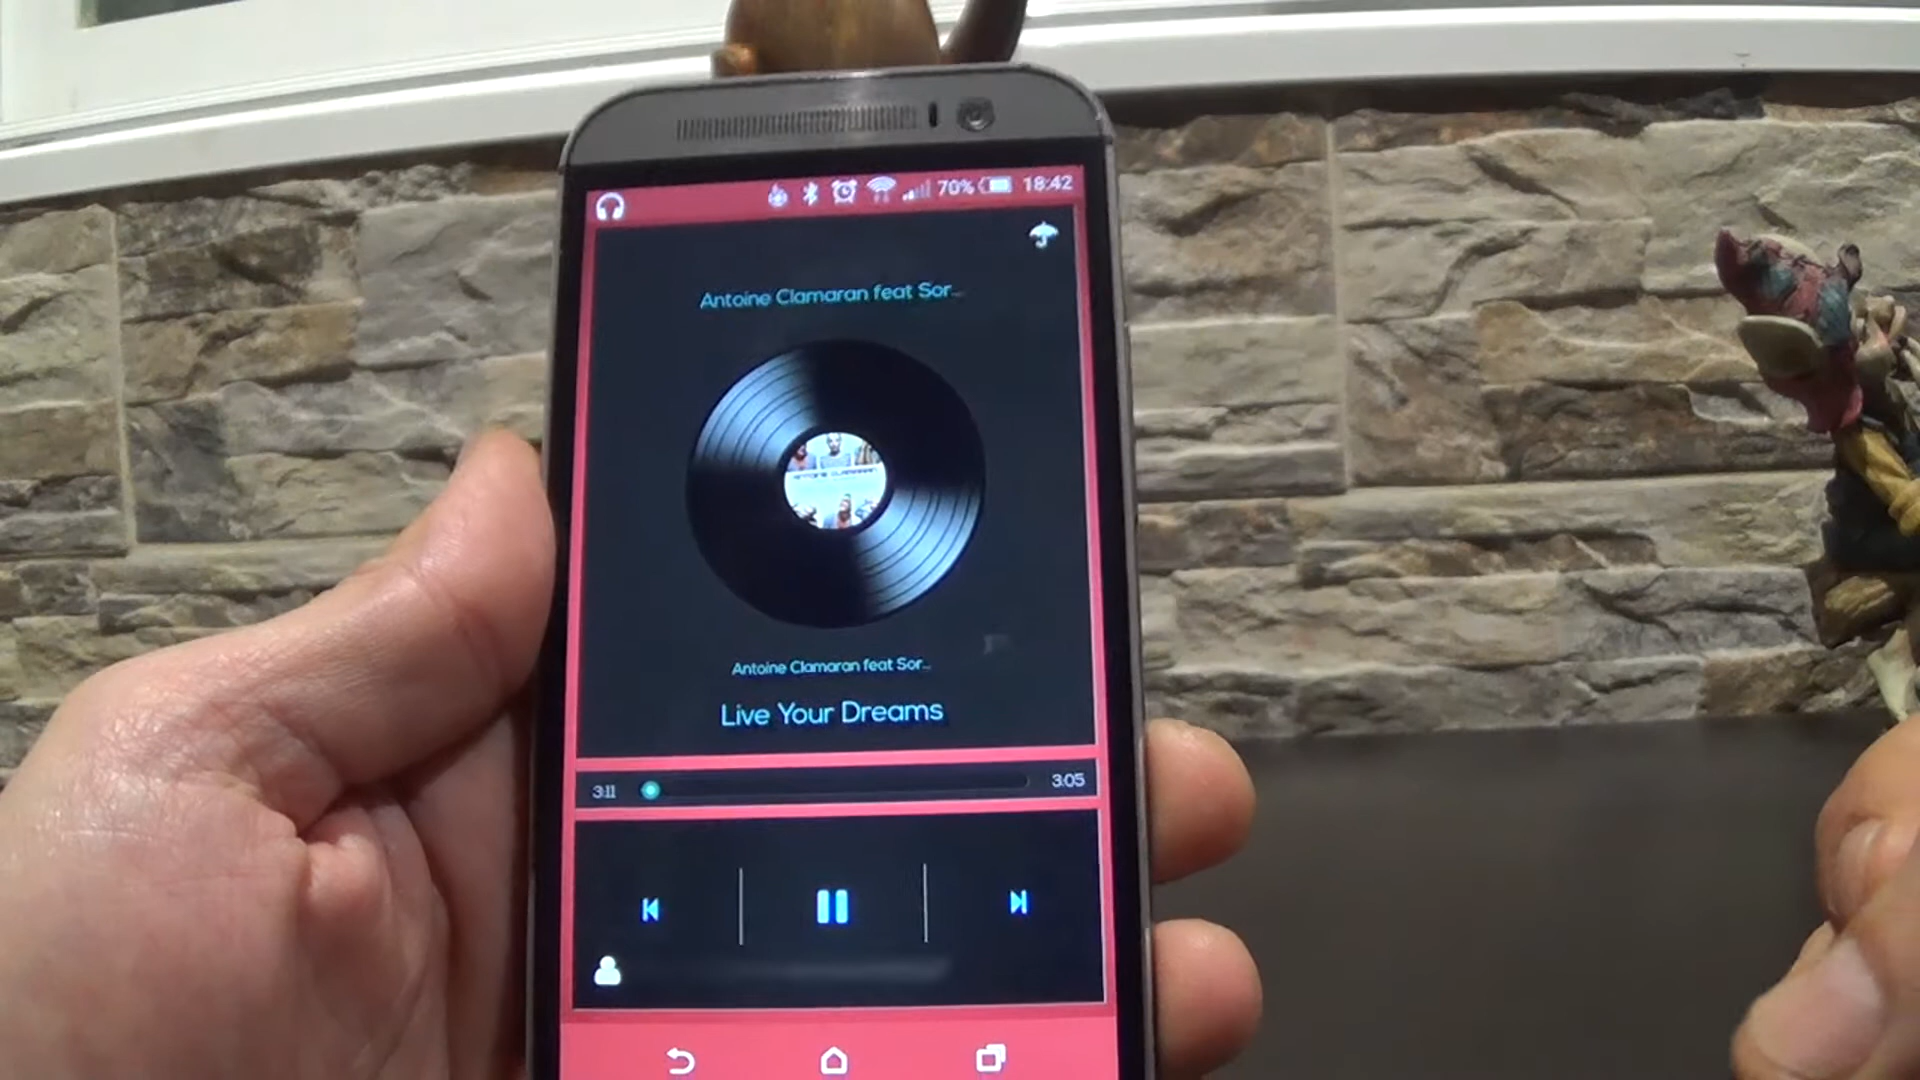 70% 18:42
Antoine Clamaran feat Sor...
Antoine Clamaran feat Sor...
Live Your Dreams
3:11 3:05